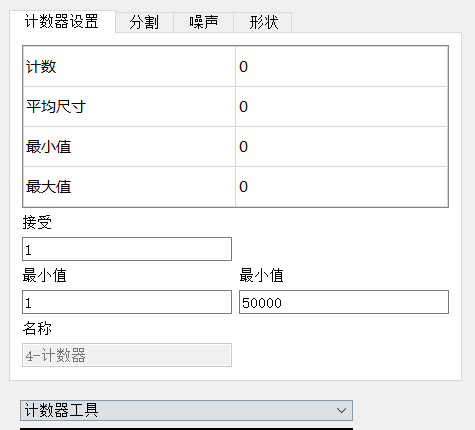 计数器设置 分割 噪声 形状
计数 0
平均尺寸 0
最小值 0
最大值 0
接受
1
最小值 最小值
1 50000
名称
4-计数器
计数器工具